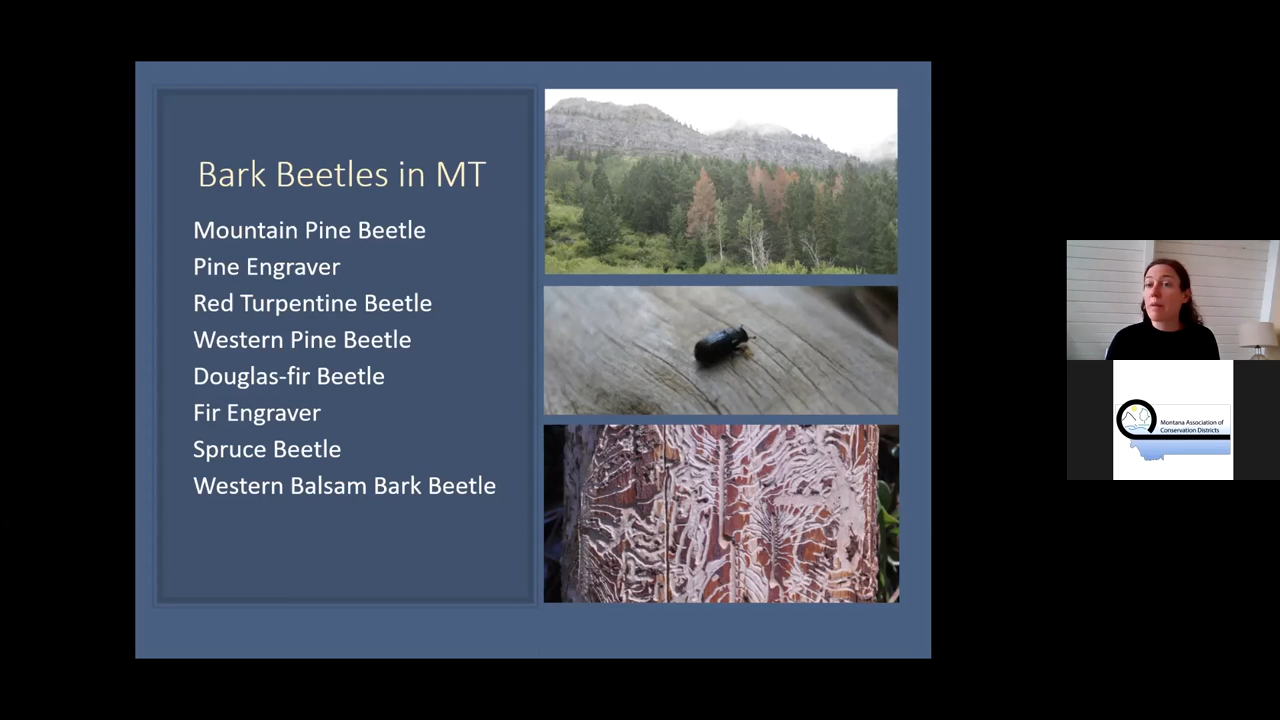 Bark Beetles in MT
Mountain Pine Beetle
Pine Engraver
Red Turpentine Beetle
Western Pine Beetle
Douglas-fir Beetle
Fir Engraver
Spruce Beetle
Western Balsam Bark Beetle
Montana Association of
Conservation Districts